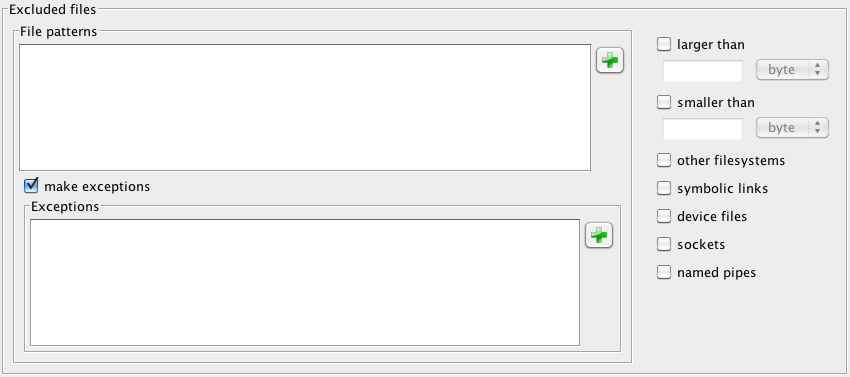 Excluded files
File patterns
make exceptions
Exceptions
larger than
byte
smaller than
byte
other filesystems
symbolic links
device files
sockets
named pipes